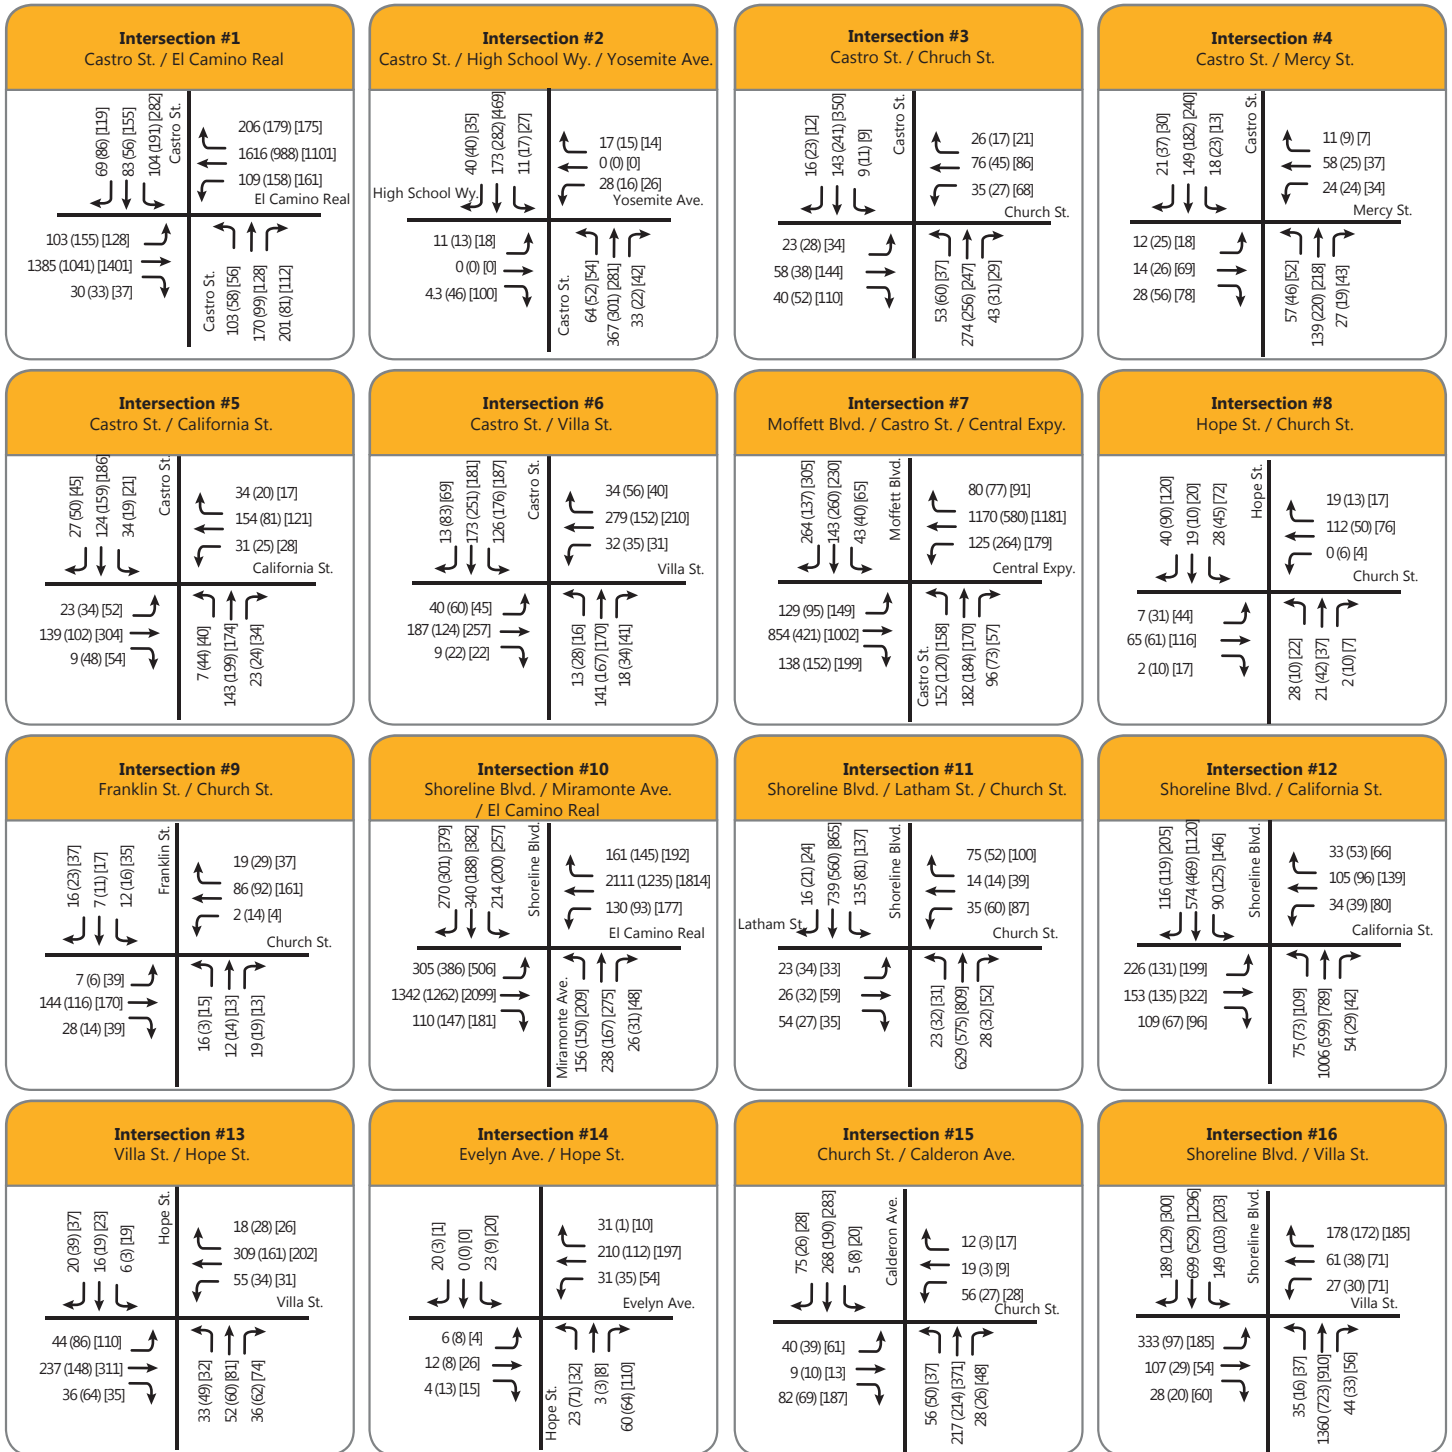 Intersection #1
Castro St. / El Camino Real
69 (86) [119]
83 (56) [155]
104 (191) [282]
Castro St.
206 (179) [175]
1616 (988) [1101]
109 (158) [161]
El Camino Real
103 (155) [128]
1385 (1041) [1401]
30 (33) [37]
Castro St.
103 (58) [56]
170 (99) [128]
201 (81) [112]
Intersection #2
Castro St. / High School Wy. / Yosemite Ave.
40 (40) [35]
173 (282) [469]
11 (17) [27]
17 (15) [14]
0 (0) [0]
28 (16) [26]
High School Wy.
Yosemite Ave.
11 (13) [18]
0 (0) [0]
4.3 (46) [100]
Castro St.
64 (52) [54]
367 (301) [281]
33 (22) [42]
Intersection #3
Castro St. / Chruch St.
16 (23) [12]
143 (241) [350]
9 (11) [9]
Castro St.
26 (17) [21]
76 (45) [86]
35 (27) [68]
Church St.
23 (28) [34]
58 (38) [144]
40 (52) [110]
53 (60) [37]
274 (256) [247]
43 (31) [29]
Intersection #4
Castro St. / Mercy St.
21 (37) [30]
149 (182) [240]
18 (23) [13]
Castro St.
11 (9) [7]
58 (25) [37]
24 (24) [34]
Mercy St.
12 (25) [18]
14 (26) [69]
28 (56) [78]
57 (46) [52]
139 (220) [218]
27 (19) [43]
Intersection #5
Castro St. / California St.
27 (50) [45]
124 (159) [186]
34 (19) [21]
Castro St.
34 (20) [17]
154 (81) [121]
31 (25) [28]
California St.
23 (34) [52]
139 (102) [304]
9 (48) [54]
7 (44) [40]
143 (199) [174]
23 (24) [34]
Intersection #6
Castro St. / Villa St.
13 (83) [69]
173 (251) [181]
126 (176) [187]
Castro St.
34 (56) [40]
279 (152) [210]
32 (35) [31]
Villa St.
40 (60) [45]
187 (124) [257]
9 (22) [22]
13 (28) [16]
141 (167) [170]
18 (34) [41]
Intersection #7
Moffett Blvd. / Castro St. / Central Expy.
264 (137) [305]
143 (260) [230]
43 (40) [65]
Moffett Blvd.
80 (77) [91]
1170 (580) [1181]
125 (264) [179]
Central Expy.
129 (95) [149]
854 (421) [1002]
138 (152) [199]
Castro St.
152 (120) [158]
182 (184) [170]
96 (73) [57]
Intersection #8
Hope St. / Church St.
40 (90) [120]
19 (10) [20]
28 (45) [72]
Hope St.
19 (13) [17]
112 (50) [76]
0 (6) [4]
Church St.
7 (31) [44]
65 (61) [116]
2 (10) [17]
28 (10) [22]
21 (42) [37]
2 (10) [7]
Intersection #9
Franklin St. / Church St.
16 (23) [37]
7 (11) [17]
12 (16) [35]
Franklin St.
19 (29) [37]
86 (92) [161]
2 (14) [4]
Church St.
7 (6) [39]
144 (116) [170]
28 (14) [39]
16 (3) [15]
12 (14) [13]
19 (19) [13]
Intersection #10
Shoreline Blvd. / Miramonte Ave.
/ El Camino Real
270 (301) [379]
340 (188) [382]
214 (200) [257]
Shoreline Blvd.
161 (145) [192]
2111 (1235) [1814]
130 (93) [177]
El Camino Real
305 (386) [506]
1342 (1262) [2099]
110 (147) [181]
Miramonte Ave.
156 (150) [209]
238 (167) [275]
26 (31) [48]
Intersection #11
Shoreline Blvd. / Latham St. / Church St.
16 (21) [24]
739 (560) [865]
135 (81) [137]
Shoreline Blvd.
75 (52) [100]
14 (14) [39]
35 (60) [87]
Latham St.
Church St.
23 (34) [33]
26 (32) [59]
54 (27) [35]
23 (32) [31]
629 (575) [809]
28 (32) [52]
Intersection #12
Shoreline Blvd. / California St.
116 (119) [205]
574 (469) [1120]
90 (125) [146]
Shoreline Blvd.
33 (53) [66]
105 (96) [139]
34 (39) [80]
California St.
226 (131) [199]
153 (135) [322]
109 (67) [96]
75 (73) [109]
1006 (599) [789]
54 (29) [42]
Intersection #13
Villa St. / Hope St.
20 (39) [37]
16 (19) [23]
6 (3) [19]
Hope St.
18 (28) [26]
309 (161) [202]
55 (34) [31]
Villa St.
44 (86) [110]
237 (148) [311]
36 (64) [35]
33 (49) [32]
52 (60) [81]
36 (62) [74]
Intersection #14
Evelyn Ave. / Hope St.
20 (3) [1]
0 (0) [0]
23 (9) [20]
31 (1) [10]
210 (112) [197]
31 (35) [54]
Evelyn Ave.
6 (8) [4]
12 (8) [26]
4 (13) [15]
Hope St.
23 (71) [32]
3 (3) [8]
60 (64) [110]
Intersection #15
Church St. / Calderon Ave.
75 (26) [28]
268 (190) [283]
5 (8) [20]
Calderon Ave.
12 (3) [17]
19 (3) [9]
56 (27) [28]
Church St.
40 (39) [61]
9 (10) [13]
82 (69) [187]
56 (50) [37]
217 (214) [371]
28 (26) [48]
Intersection #16
Shoreline Blvd. / Villa St.
189 (129) [300]
699 (529) [1296]
149 (103) [203]
Shoreline Blvd.
178 (172) [185]
61 (38) [71]
27 (30) [71]
Villa St.
333 (97) [185]
107 (29) [54]
28 (20) [60]
35 (16) [37]
1360 (723) [910]
44 (33) [56]